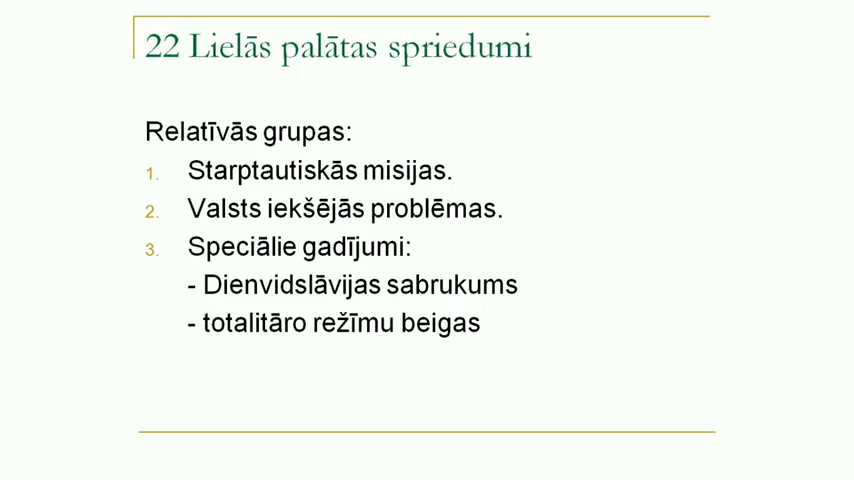 22 Lielās palātas spriedumi
Relatīvās grupas:
1. Starptautiskās misijas.
2. Valsts iekšējās problēmas.
3. Speciālie gadījumi:
- Dienvidslāvijas sabrukums
- totalitāro režīmu beigas